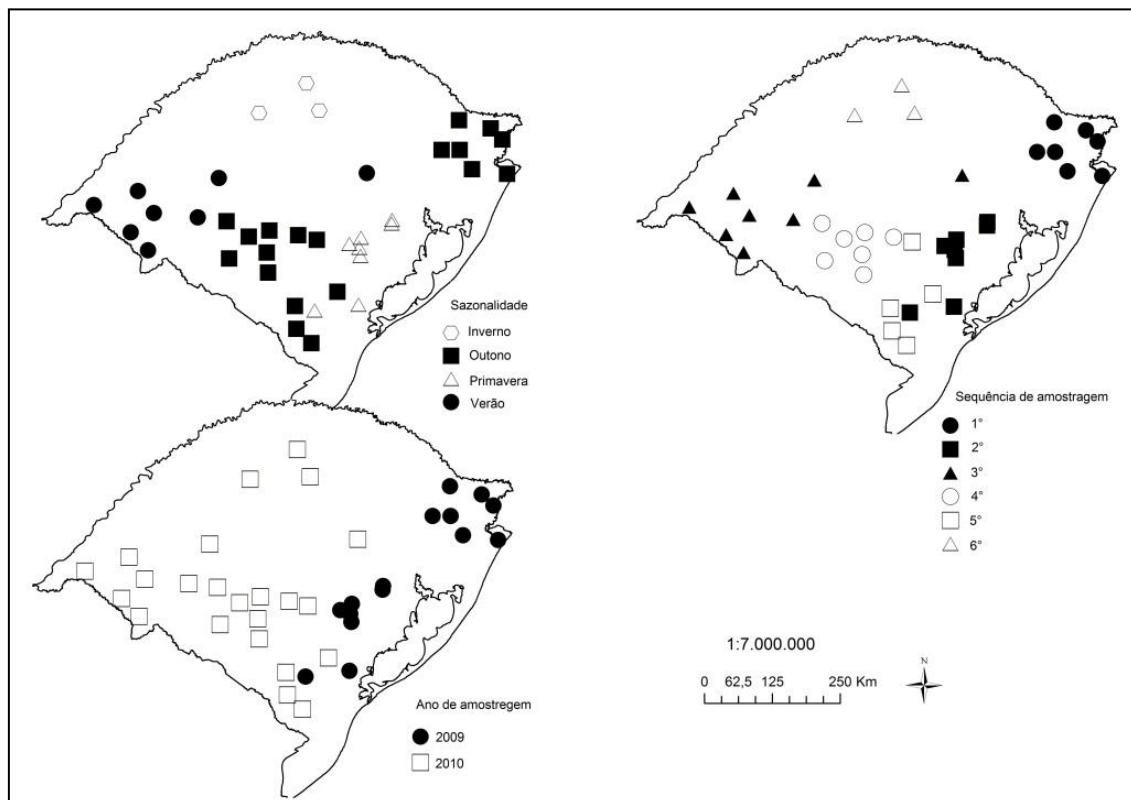 Sazonalidade
Inverno
Outono
Primavera
Verão
Sequência de amostragem
1°
2°
3°
4°
5°
6°
Ano de amostregem
2009
2010
1:7.000.000
0 62,5 125 250 Km
N